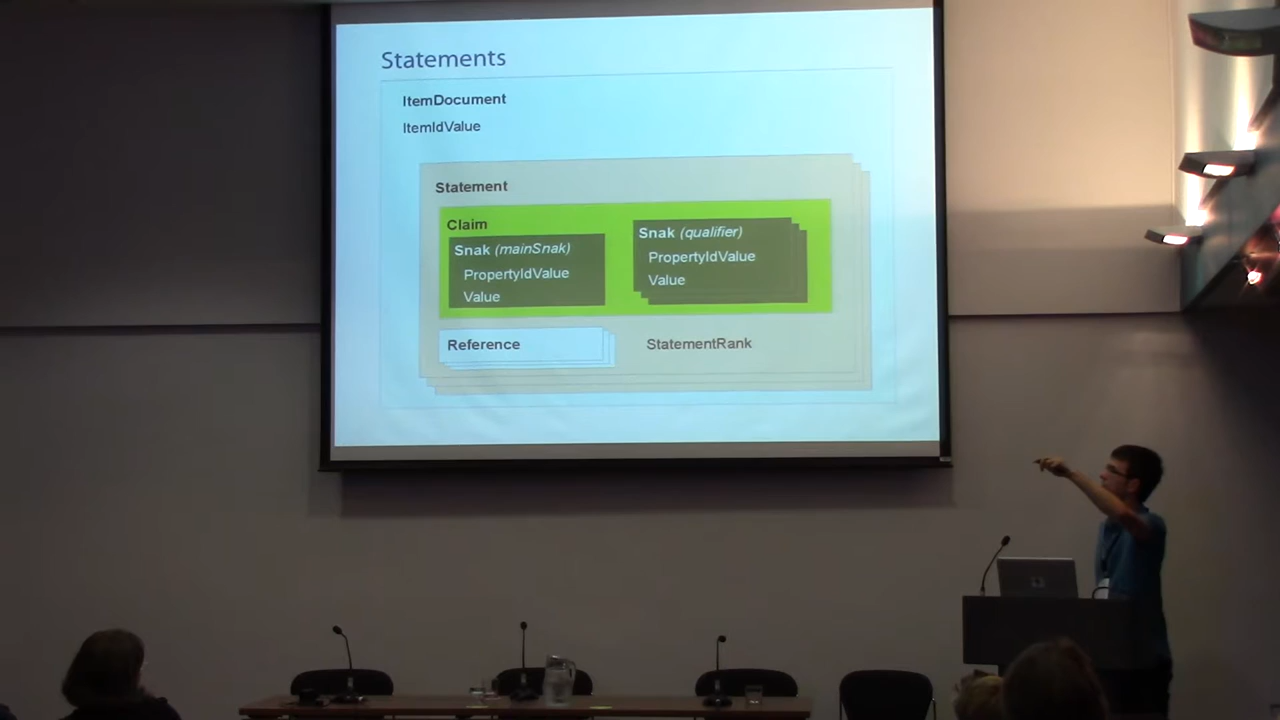 Statements
ItemDocument
ItemIdValue
Statement
Claim
Snak (mainSnak)
PropertyIdValue
Value
Snak (qualifier)
PropertyIdValue
Value
Reference
StatementRank